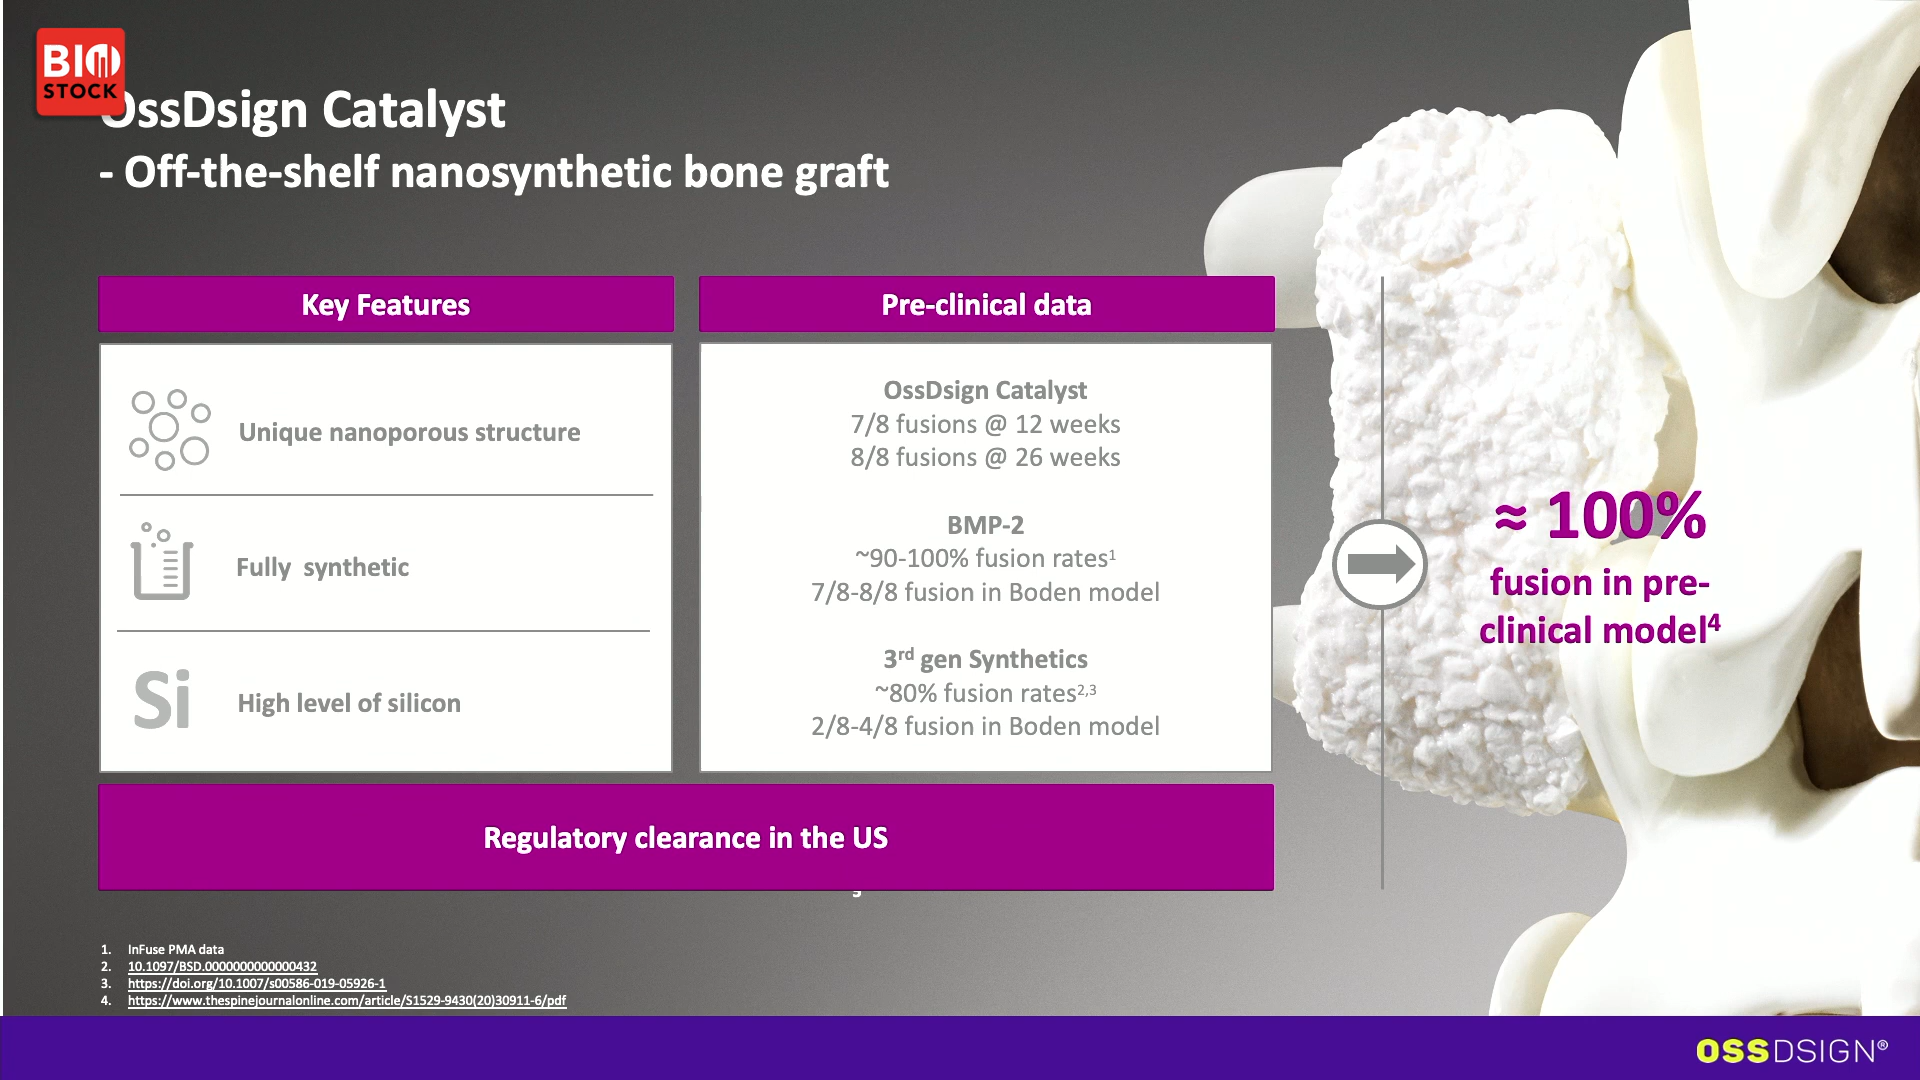 BIO
STOCK
OssDsign Catalyst
- Off-the-shelf nanosynthetic bone graft
Key Features
Unique nanoporous structure
Fully  synthetic
Si
High level of silicon
Pre-clinical data
OssDsign Catalyst
7/8 fusions @ 12 weeks
8/8 fusions @ 26 weeks
BMP-2
~90-100% fusion rates¹
7/8-8/8 fusion in Boden model
3rd gen Synthetics
~80% fusion rates²,³
2/8-4/8 fusion in Boden model
≈ 100%
fusion in pre-
clinical model⁴
Regulatory clearance in the US
1. InFuse PMA data
2. 10.1097/BSD.0000000000000432
3. https://doi.org/10.1007/s00586-019-05926-1
4. https://www.thespinejournalonline.com/article/S1529-9430(20)30911-6/pdf
OSSDSIGN®